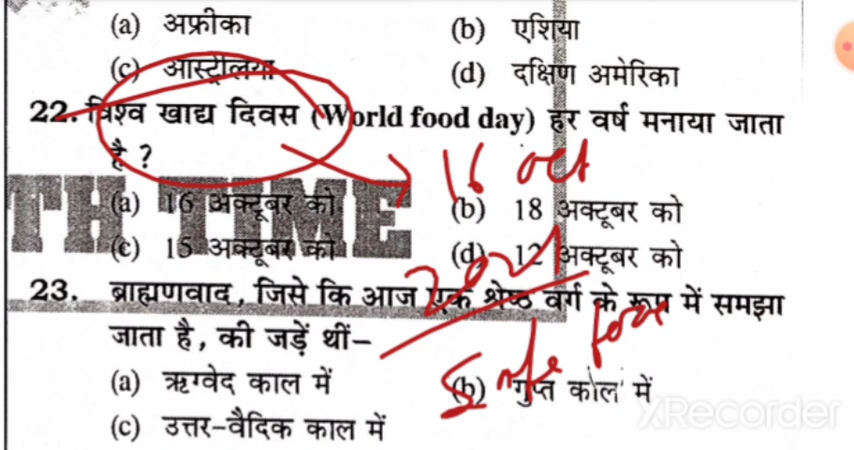 (a) अफ्रीका (b) एशिया
(c) आस्ट्रेलिया (d) दक्षिण अमेरिका
22. विश्व खाद्य दिवस (World food day) हर वर्ष मनाया जाता
है ?
16 oct
(a) 16 अक्टूबर को (b) 18 अक्टूबर को
(c) 15 अक्टूबर को (d) 12 अक्टूबर को
TH TIME
2021
23. ब्राह्मणवाद, जिसे कि आज एक श्रेष्ठ वर्ग के रूप में समझा
जाता है, की जड़ें थीं–
Safe food
(a) ऋग्वेद काल में (b) गुप्त काल में
(c) उत्तर-वैदिक काल में
XRecorder